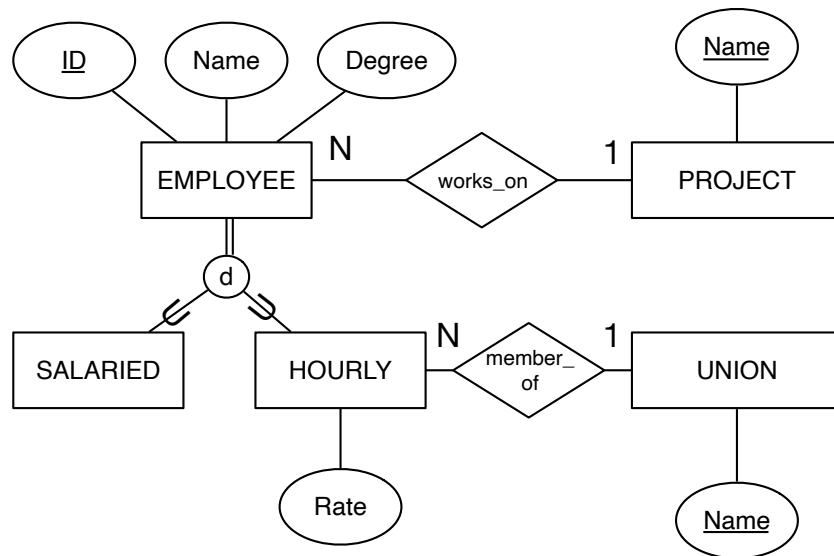 ID
Name
Degree
Name
EMPLOYEE
N
works_on
1
PROJECT
d
SALARIED
HOURLY
N
member_
of
1
UNION
Rate
Name